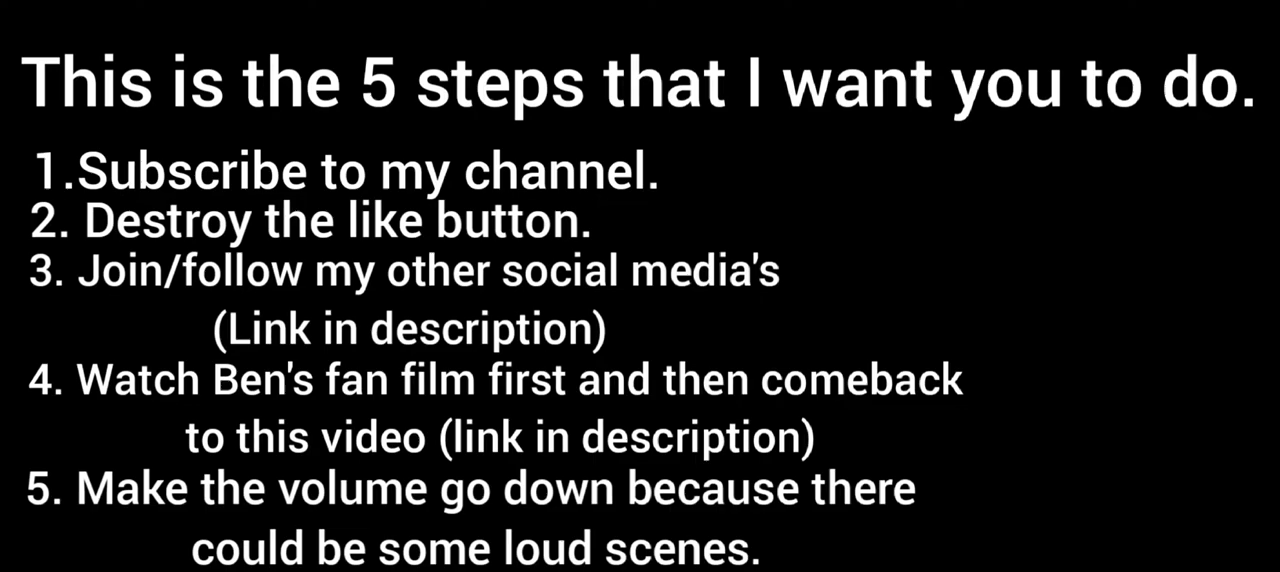 This is the 5 steps that I want you to do.
1.Subscribe to my channel.
2. Destroy the like button.
3. Join/follow my other social media's
(Link in description)
4. Watch Ben's fan film first and then comeback
to this video (link in description)
5. Make the volume go down because there
could be some loud scenes.